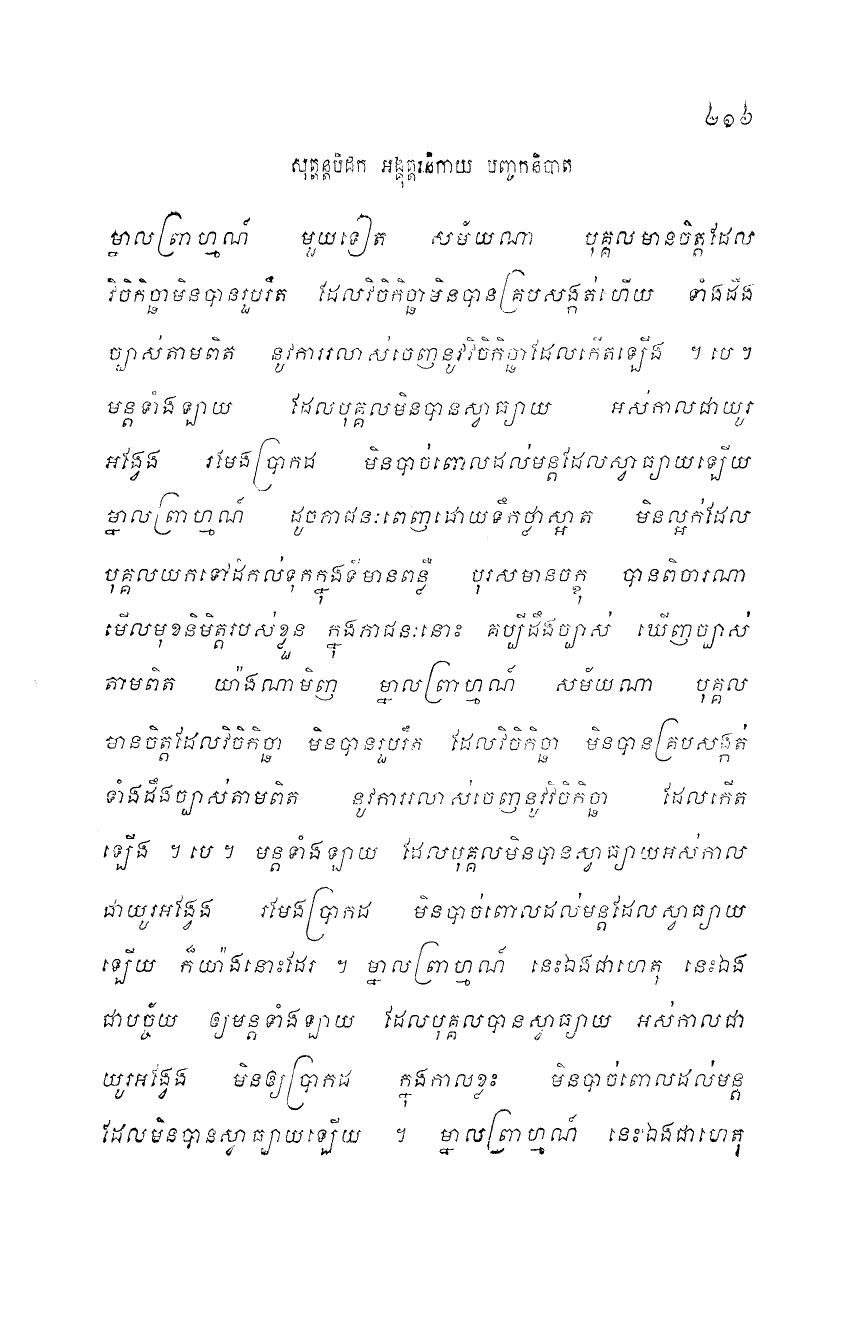 ៤១៦
សុត្តន្តបិដក អង្គុត្តរនិកាយ បញ្ចកនិបាត
ម្នាលព្រាហ្មណ៍ មួយទៀត សម័យណា បុគ្គលមានចិត្តដែល
វិចិកិច្ឆាមិនបានរួបរឹត ដែលវិចិកិច្ឆាមិនបានគ្របសង្កត់ហើយ ទាំងដឹង
ច្បាស់តាមពិត នូវការរលាស់ចេញនូវវិចិកិច្ឆាដែលកើតឡើង ។ បេ ។
មន្តទាំងឡាយ ដែលបុគ្គលមិនបានស្វាធ្យាយ អស់កាលជាយូរ
អង្វែង រមែងប្រាកដ មិនបាច់ពោលដល់មន្តដែលស្វាធ្យាយឡើយ
ម្នាលព្រាហ្មណ៍ ដូចភាជនៈពេញដោយទឹកថ្លាស្អាត មិនល្អក់ដែល
បុគ្គលយកទៅដំកល់ទុកក្នុងទីមានពន្លឺ បុរសមានចក្ខុ បានពិចារណា
មើលមុខនិមិត្តរបស់ខ្លួន ក្នុងភាជនៈនោះ គប្បីដឹងច្បាស់ ឃើញច្បាស់
តាមពិត យ៉ាងណាមិញ ម្នាលព្រាហ្មណ៍ សម័យណា បុគ្គល
មានចិត្តដែលវិចិកិច្ឆា មិនបានរួបរឹត ដែលវិចិកិច្ឆា មិនបានគ្របសង្កត់
ទាំងដឹងច្បាស់តាមពិត នូវការរលាស់ចេញនូវវិចិកិច្ឆា ដែលកើត
ឡើង ។ បេ ។ មន្តទាំងឡាយ ដែលបុគ្គលមិនបានស្វាធ្យាយអស់កាល
ជាយូរអង្វែង រមែងប្រាកដ មិនបាច់ពោលដល់មន្តដែលស្វាធ្យាយ
ឡើយ ក៏យ៉ាងនោះដែរ ។ ម្នាលព្រាហ្មណ៍ នេះឯងជាហេតុ នេះឯង
ជាបច្ច័យ ឲ្យមន្តទាំងឡាយ ដែលបុគ្គលបានស្វាធ្យាយ អស់កាលជា
យូរអង្វែង មិនឲ្យប្រាកដ ក្នុងកាលខ្លះ មិនបាច់ពោលដល់មន្ត
ដែលមិនបានស្វាធ្យាយឡើយ ។ ម្នាលព្រាហ្មណ៍ នេះឯងជាហេតុ